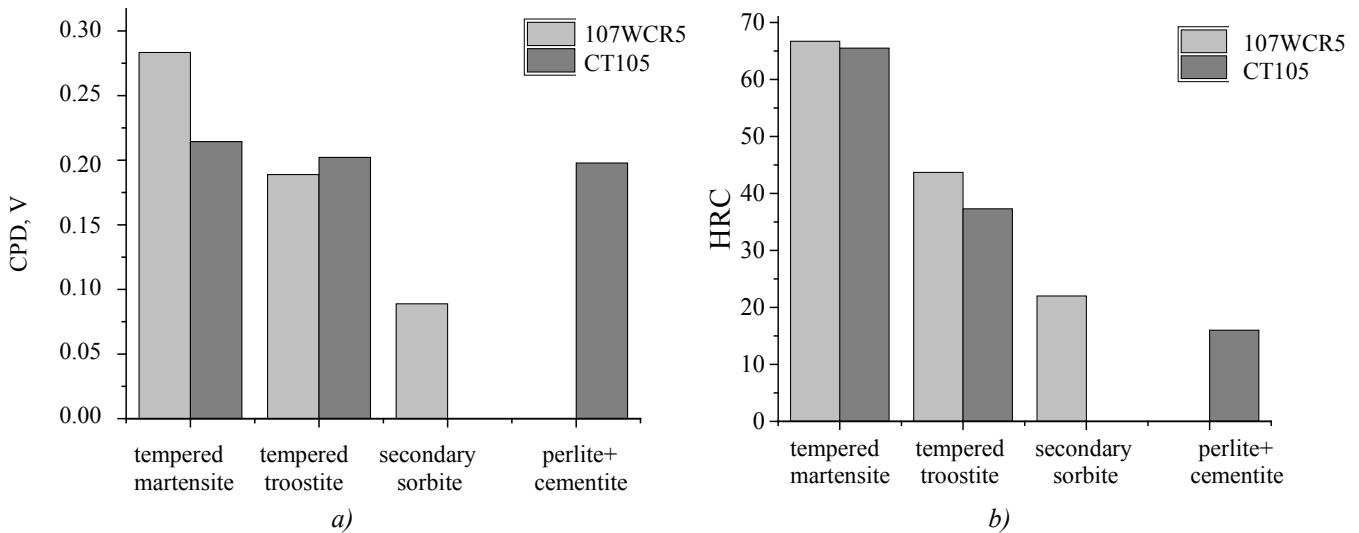 0.30
0.25
0.20
0.15
0.10
0.05
0.00
CPD, V
107WCR5
CT105
tempered
martensite
tempered
troostite
secondary
sorbite
perlite+
cementite
a)
70
60
50
40
30
20
10
0
HRC
107WCR5
CT105
tempered
martensite
tempered
troostite
secondary
sorbite
perlite+
cementite
b)